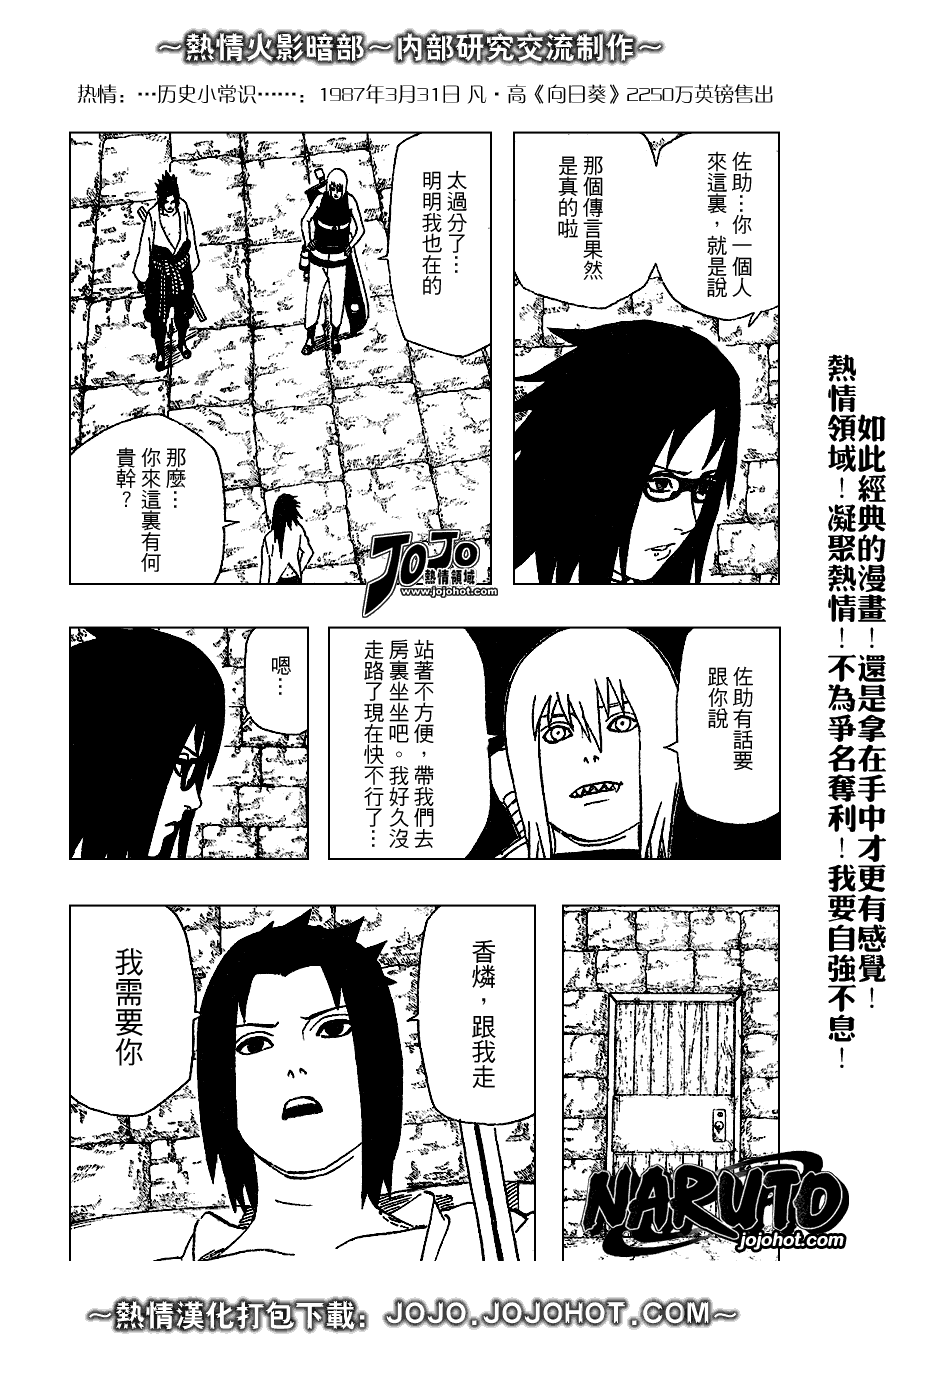 ～熱情火影暗部～内部研究交流制作～
热情：…历史小常识……：1987年3月31日 凡·高《向日葵》2250万英镑售出
佐助…你一個人
來這裏，就是說
那個傳言果然
是真的啦
太過分了…
明明我也在的
那麼…
你來這裏有何
貴幹？
JOJO
熱情領域
www.jojohot.com
佐助有話要
跟你說
站著不方便，帶我們去
房裏坐坐吧。我好久沒
走路了現在快不行了…
嗯…
香燐，跟我走
我需要你
NARUTO
jojohot.com
如此經典的漫畫！還是拿在手中才更有感覺！
熱情領域！凝聚熱情！不為爭名奪利！我要自強不息！
～熱情漢化打包下載：JOJO.JOJOHOT.COM～